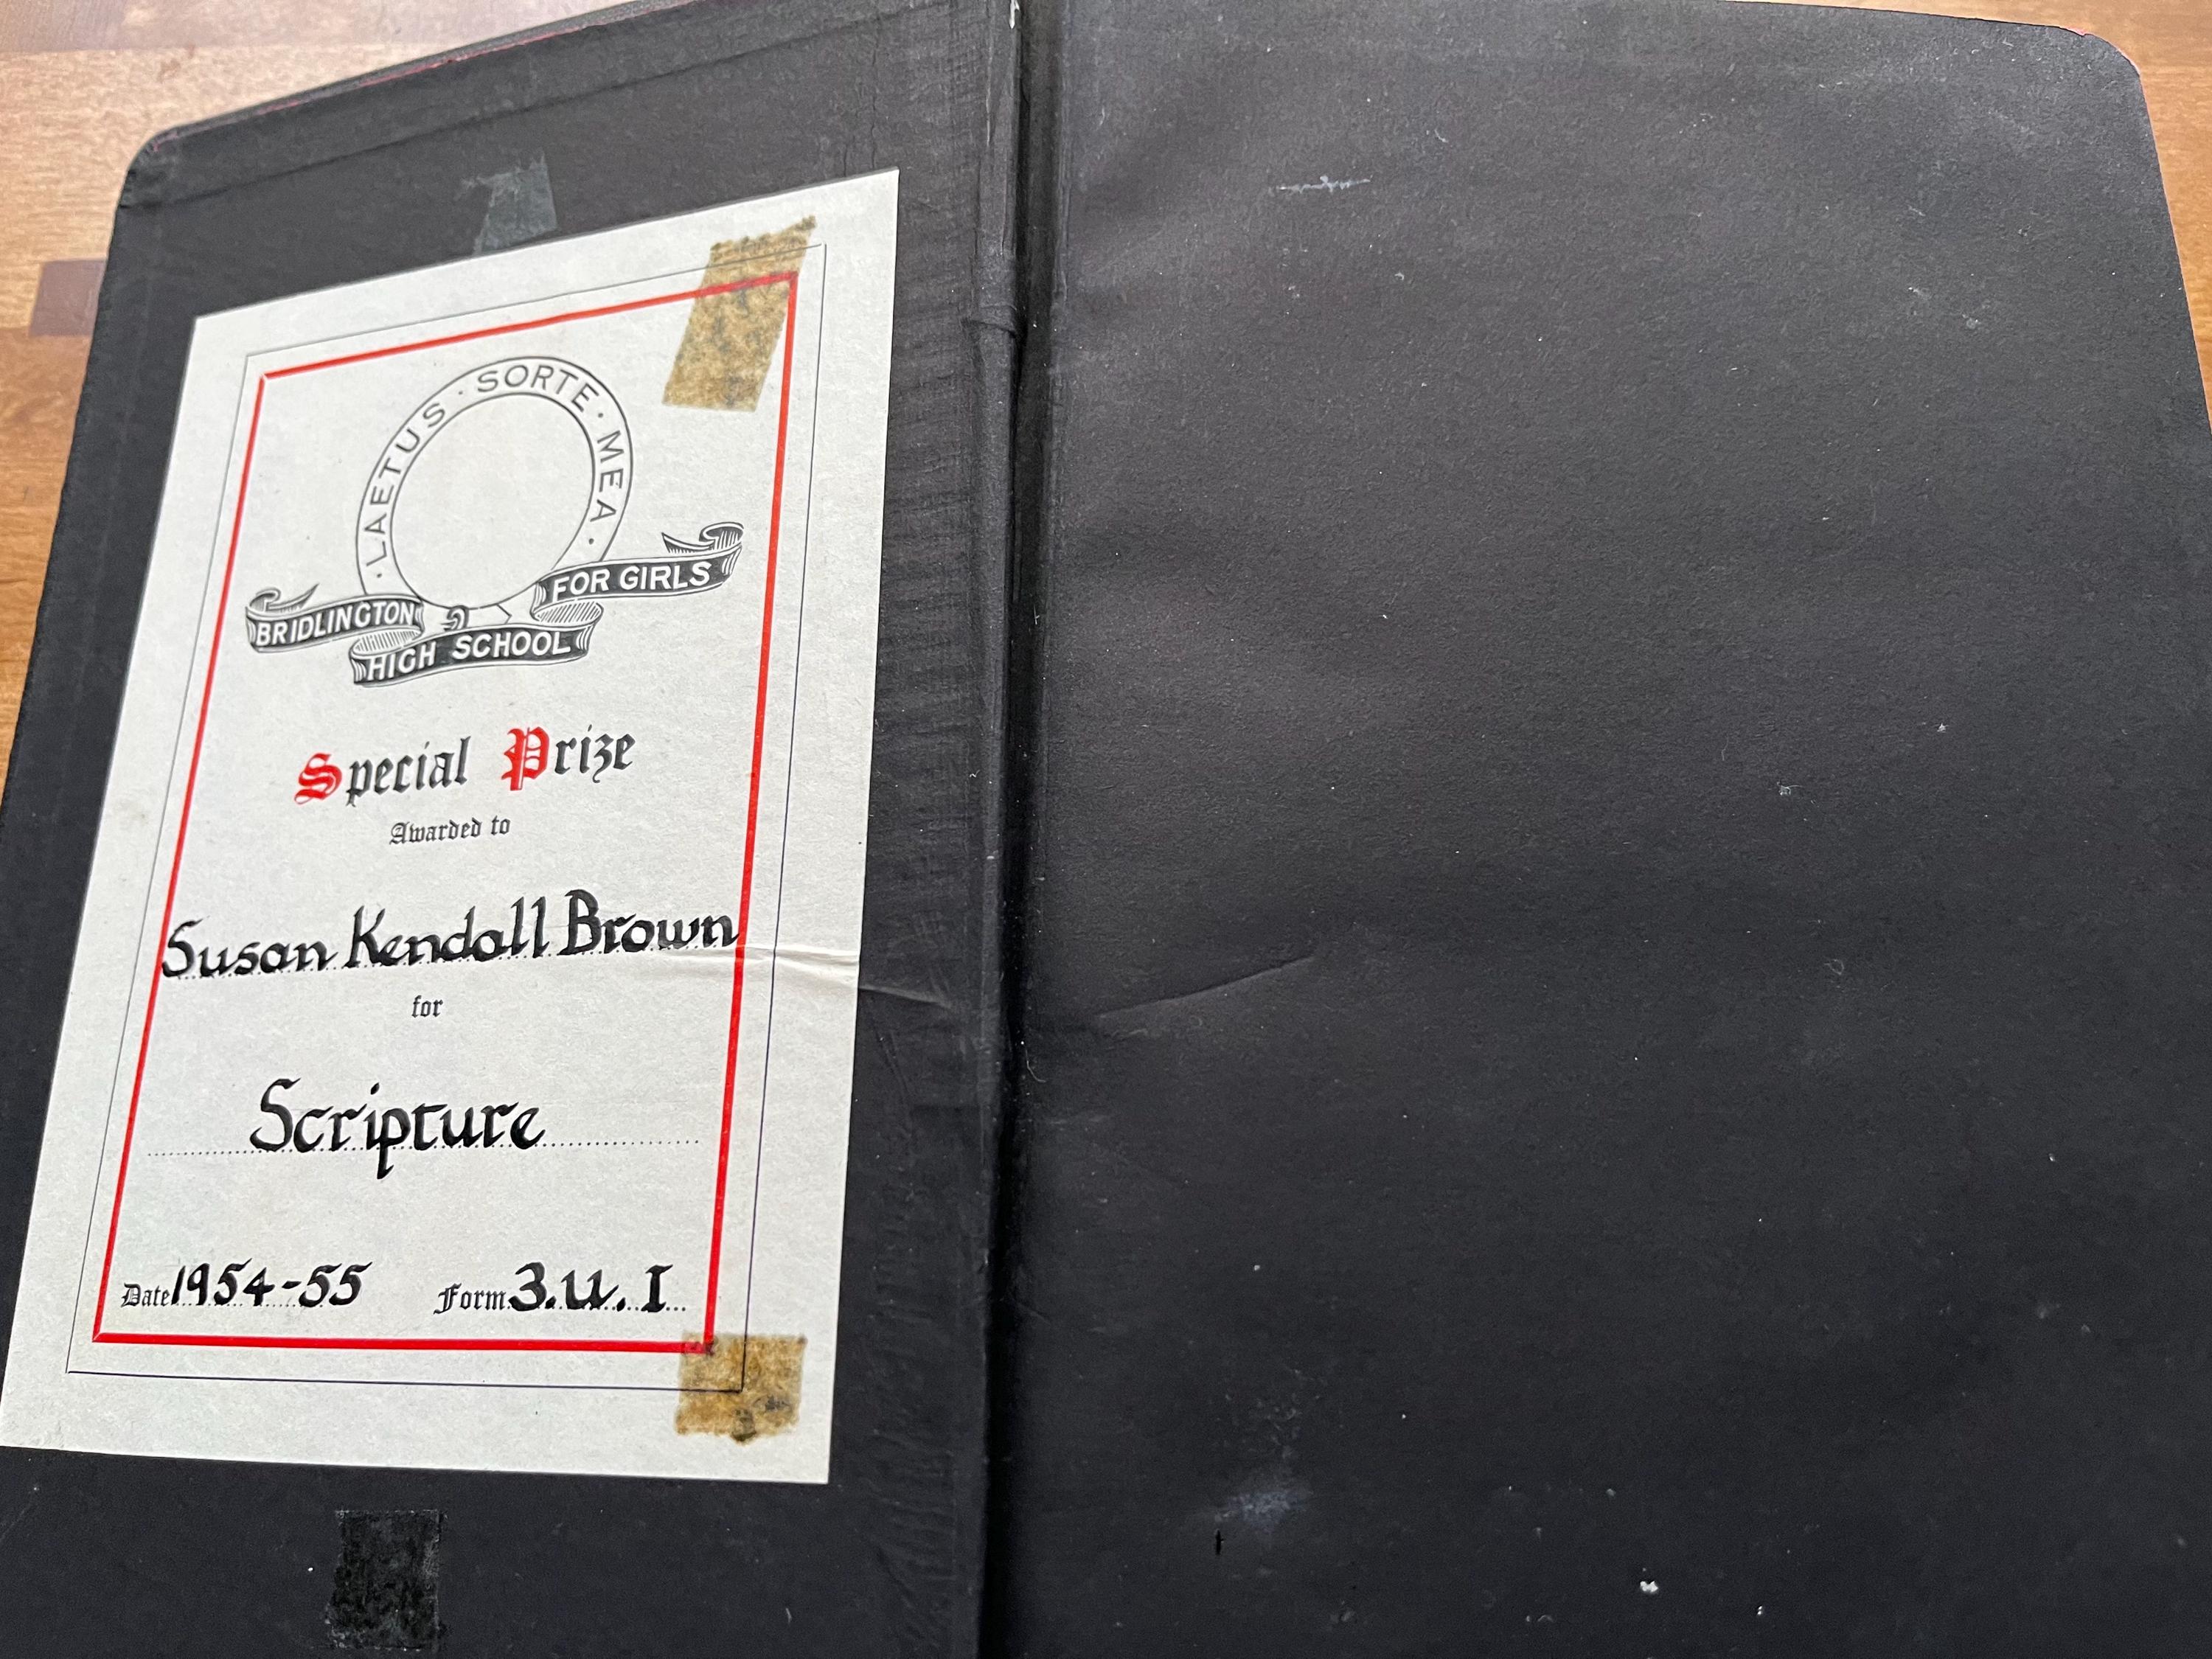 · LAETUS · SORTE · MEA ·
BRIDLINGTON
HIGH SCHOOL
FOR GIRLS
Special Prize
Awarded to
Susan Kendall Brown
for
Scripture
Date 1954-55 Form 3.U.I